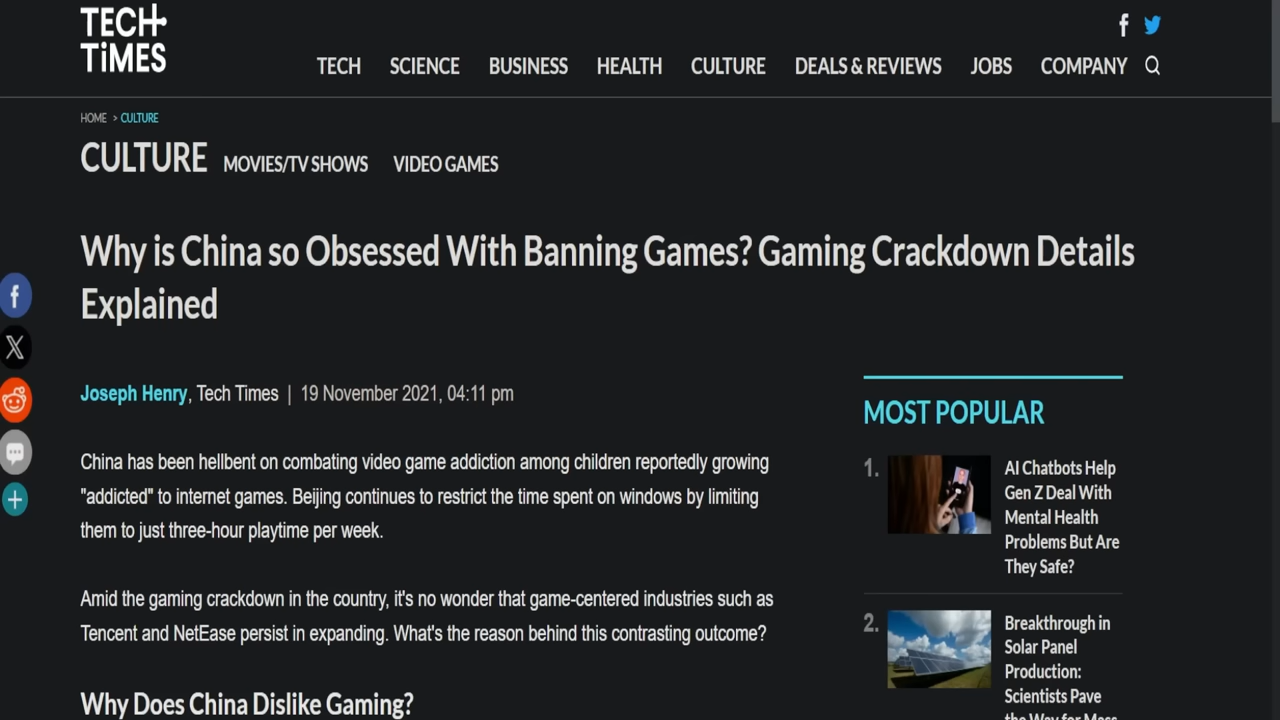 TECH
TiMES
TECH SCIENCE BUSINESS HEALTH CULTURE DEALS & REVIEWS JOBS COMPANY
HOME > CULTURE
CULTURE MOVIES/TV SHOWS VIDEO GAMES
Why is China so Obsessed With Banning Games? Gaming Crackdown Details
Explained
Joseph Henry, Tech Times | 19 November 2021, 04:11 pm
China has been hellbent on combating video game addiction among children reportedly growing
"addicted" to internet games. Beijing continues to restrict the time spent on windows by limiting
them to just three-hour playtime per week.
Amid the gaming crackdown in the country, it's no wonder that game-centered industries such as
Tencent and NetEase persist in expanding. What's the reason behind this contrasting outcome?
Why Does China Dislike Gaming?
MOST POPULAR
1. AI Chatbots Help
Gen Z Deal With
Mental Health
Problems But Are
They Safe?
2. Breakthrough in
Solar Panel
Production:
Scientists Pave
the Way for Mass